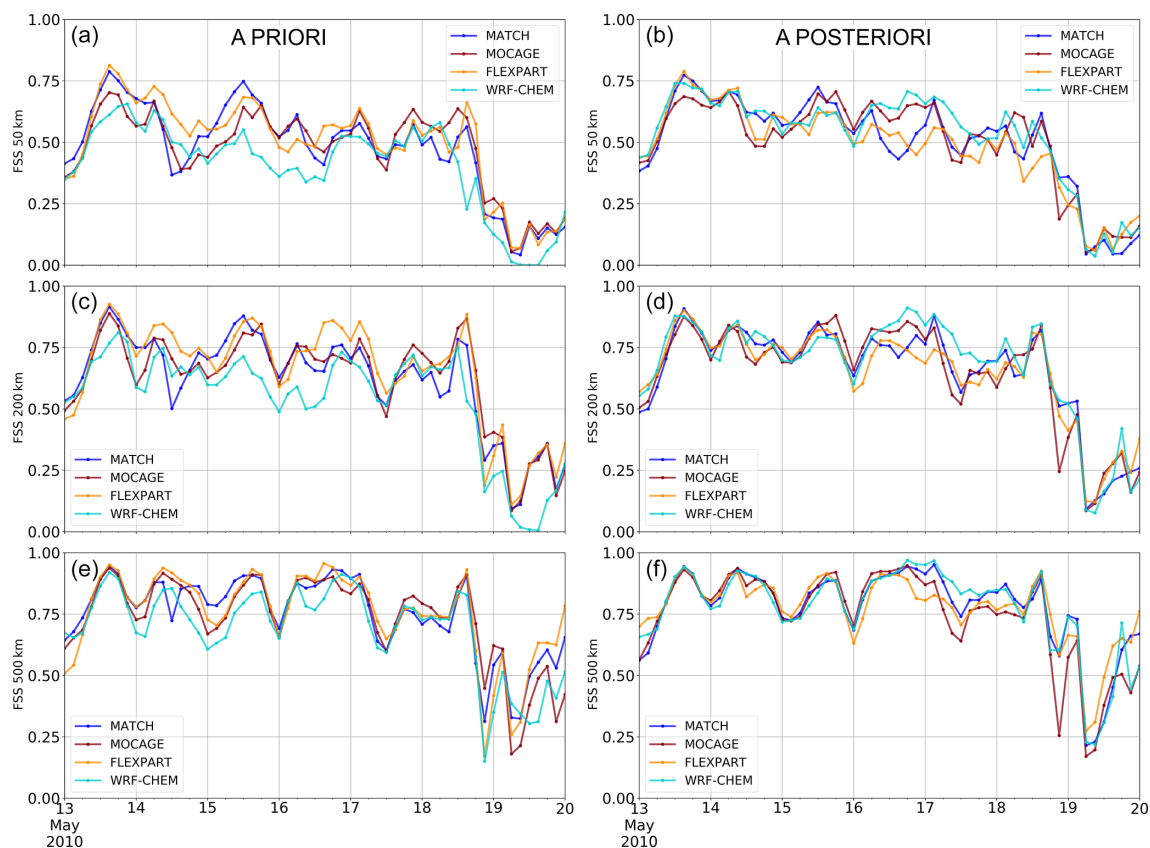 (a) A PRIORI
MATCH
MOCAGE
FLEXPART
WRF-CHEM
1.00
0.75
0.50
0.25
0.00
FSS 50 km
(b) A POSTERIORI
MATCH
MOCAGE
FLEXPART
WRF-CHEM
1.00
0.75
0.50
0.25
0.00
FSS 50 km
(c)
MATCH
MOCAGE
FLEXPART
WRF-CHEM
1.00
0.75
0.50
0.25
0.00
FSS 200 km
(d)
MATCH
MOCAGE
FLEXPART
WRF-CHEM
1.00
0.75
0.50
0.25
0.00
FSS 200 km
(e)
MATCH
MOCAGE
FLEXPART
WRF-CHEM
1.00
0.75
0.50
0.25
0.00
FSS 500 km
13 14 15 16 17 18 19 20
May
2010
(f)
MATCH
MOCAGE
FLEXPART
WRF-CHEM
1.00
0.75
0.50
0.25
0.00
FSS 500 km
13 14 15 16 17 18 19 20
May
2010